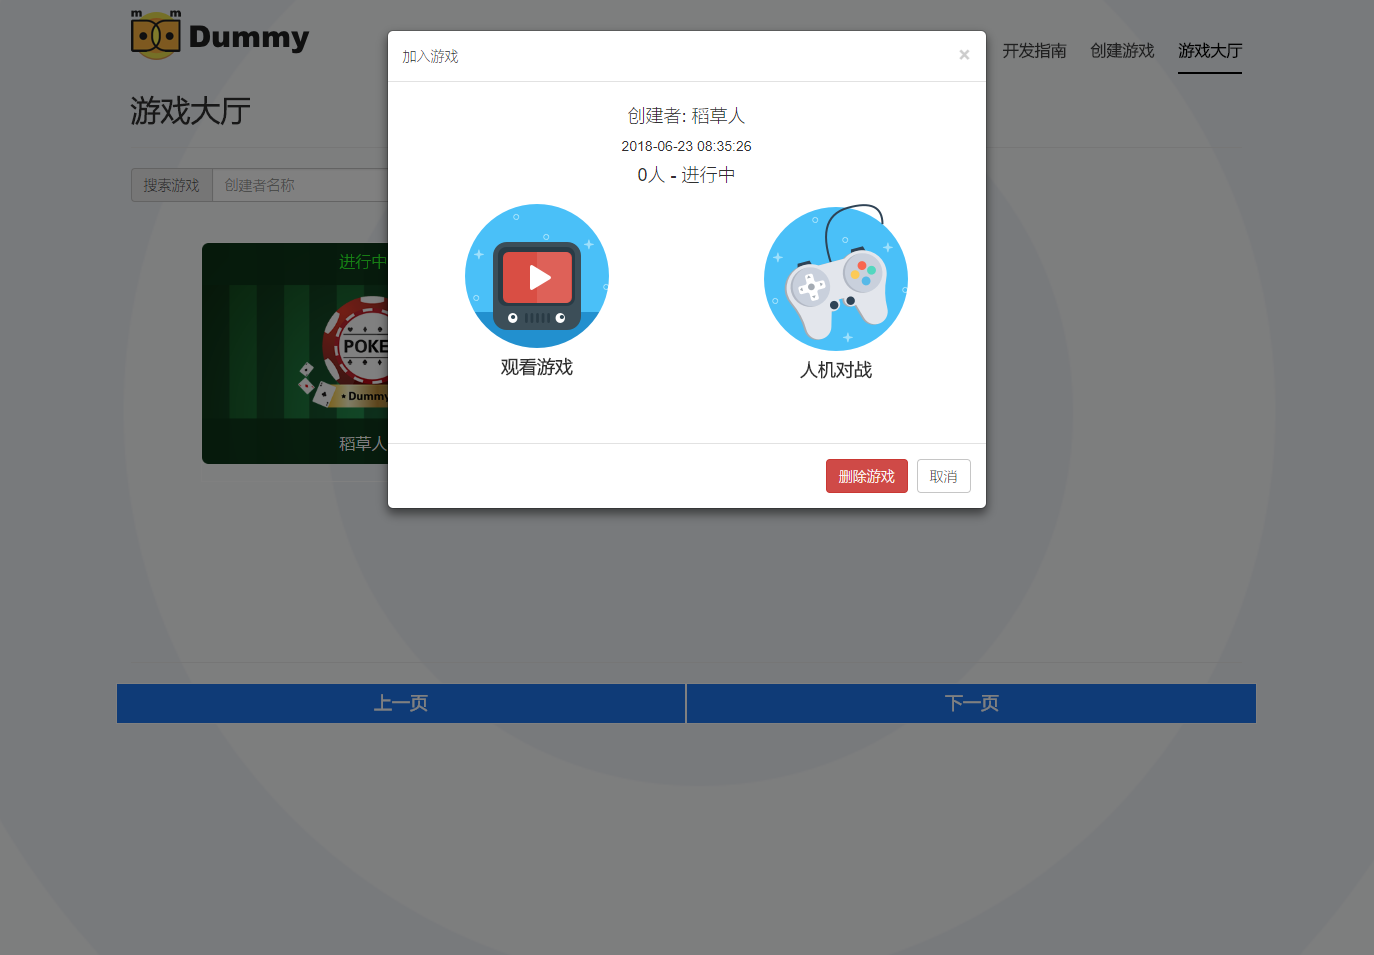 m m
Dummy
开发指南 创建游戏 游戏大厅
游戏大厅
搜索游戏 创建者名称
进行中
POKE
Dummy
稻草人
加入游戏 ×
创建者: 稻草人
2018-06-23 08:35:26
0人 - 进行中
观看游戏 人机对战
删除游戏 取消
上一页 下一页